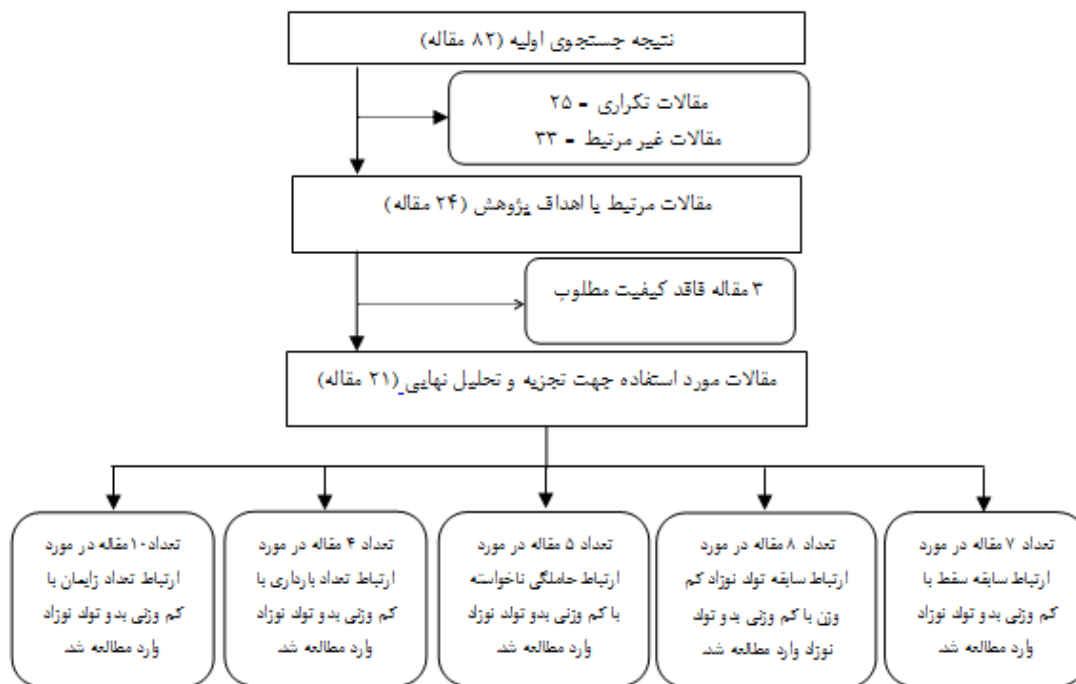 نتیجه جستجوی اولیه (۸۲ مقاله)
مقالات تکراری - ۲۵
مقالات غیر مرتبط - ۳۳
مقالات مرتبط با اهداف پژوهش (۲۴ مقاله)
۳ مقاله فاقد کیفیت مطلوب
مقالات مورد استفاده جهت تجزیه و تحلیل نهایی (۲۱ مقاله)
تعداد ۷ مقاله در مورد
ارتباط سابقه سقط با
کم وزنی بدو تولد نوزاد
وارد مطالعه شد.
تعداد ۸ مقاله در مورد
ارتباط سابقه تولد نوزاد کم
وزن با کم وزنی بدو تولد
نوزاد وارد مطالعه شد.
تعداد ۵ مقاله در مورد
ارتباط حاملگی ناخواسته
با کم وزنی بدو تولد نوزاد
وارد مطالعه شد.
تعداد ۴ مقاله در مورد
ارتباط تعداد بارداری با
کم وزنی بدو تولد نوزاد
وارد مطالعه شد.
تعداد ۱۰ مقاله در مورد
ارتباط تعداد زایمان با
کم وزنی بدو تولد نوزاد
وارد مطالعه شد.